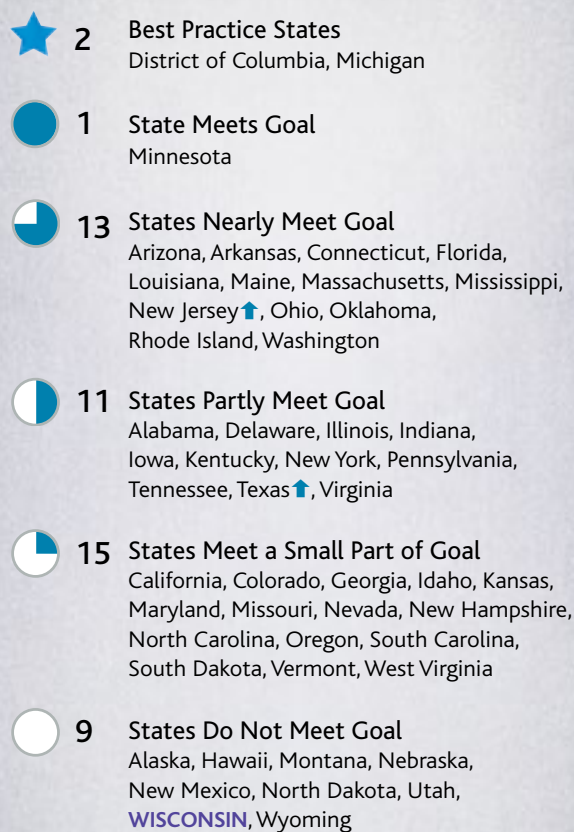 2 Best Practice States
District of Columbia, Michigan
1 State Meets Goal
Minnesota
13 States Nearly Meet Goal
Arizona, Arkansas, Connecticut, Florida,
Louisiana, Maine, Massachusetts, Mississippi,
New Jersey⬆, Ohio, Oklahoma,
Rhode Island, Washington
11 States Partly Meet Goal
Alabama, Delaware, Illinois, Indiana,
Iowa, Kentucky, New York, Pennsylvania,
Tennessee, Texas⬆, Virginia
15 States Meet a Small Part of Goal
California, Colorado, Georgia, Idaho, Kansas,
Maryland, Missouri, Nevada, New Hampshire,
North Carolina, Oregon, South Carolina,
South Dakota, Vermont, West Virginia
9 States Do Not Meet Goal
Alaska, Hawaii, Montana, Nebraska,
New Mexico, North Dakota, Utah,
WISCONSIN, Wyoming